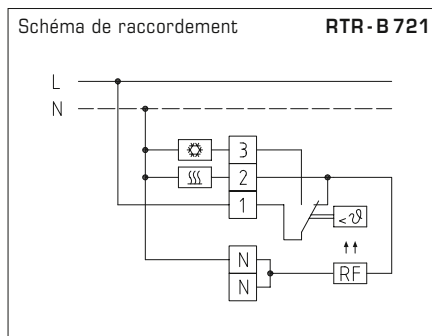 Schéma de raccordement RTR-B 721
L
N
3
2
1
< ϑ
N
N
RF